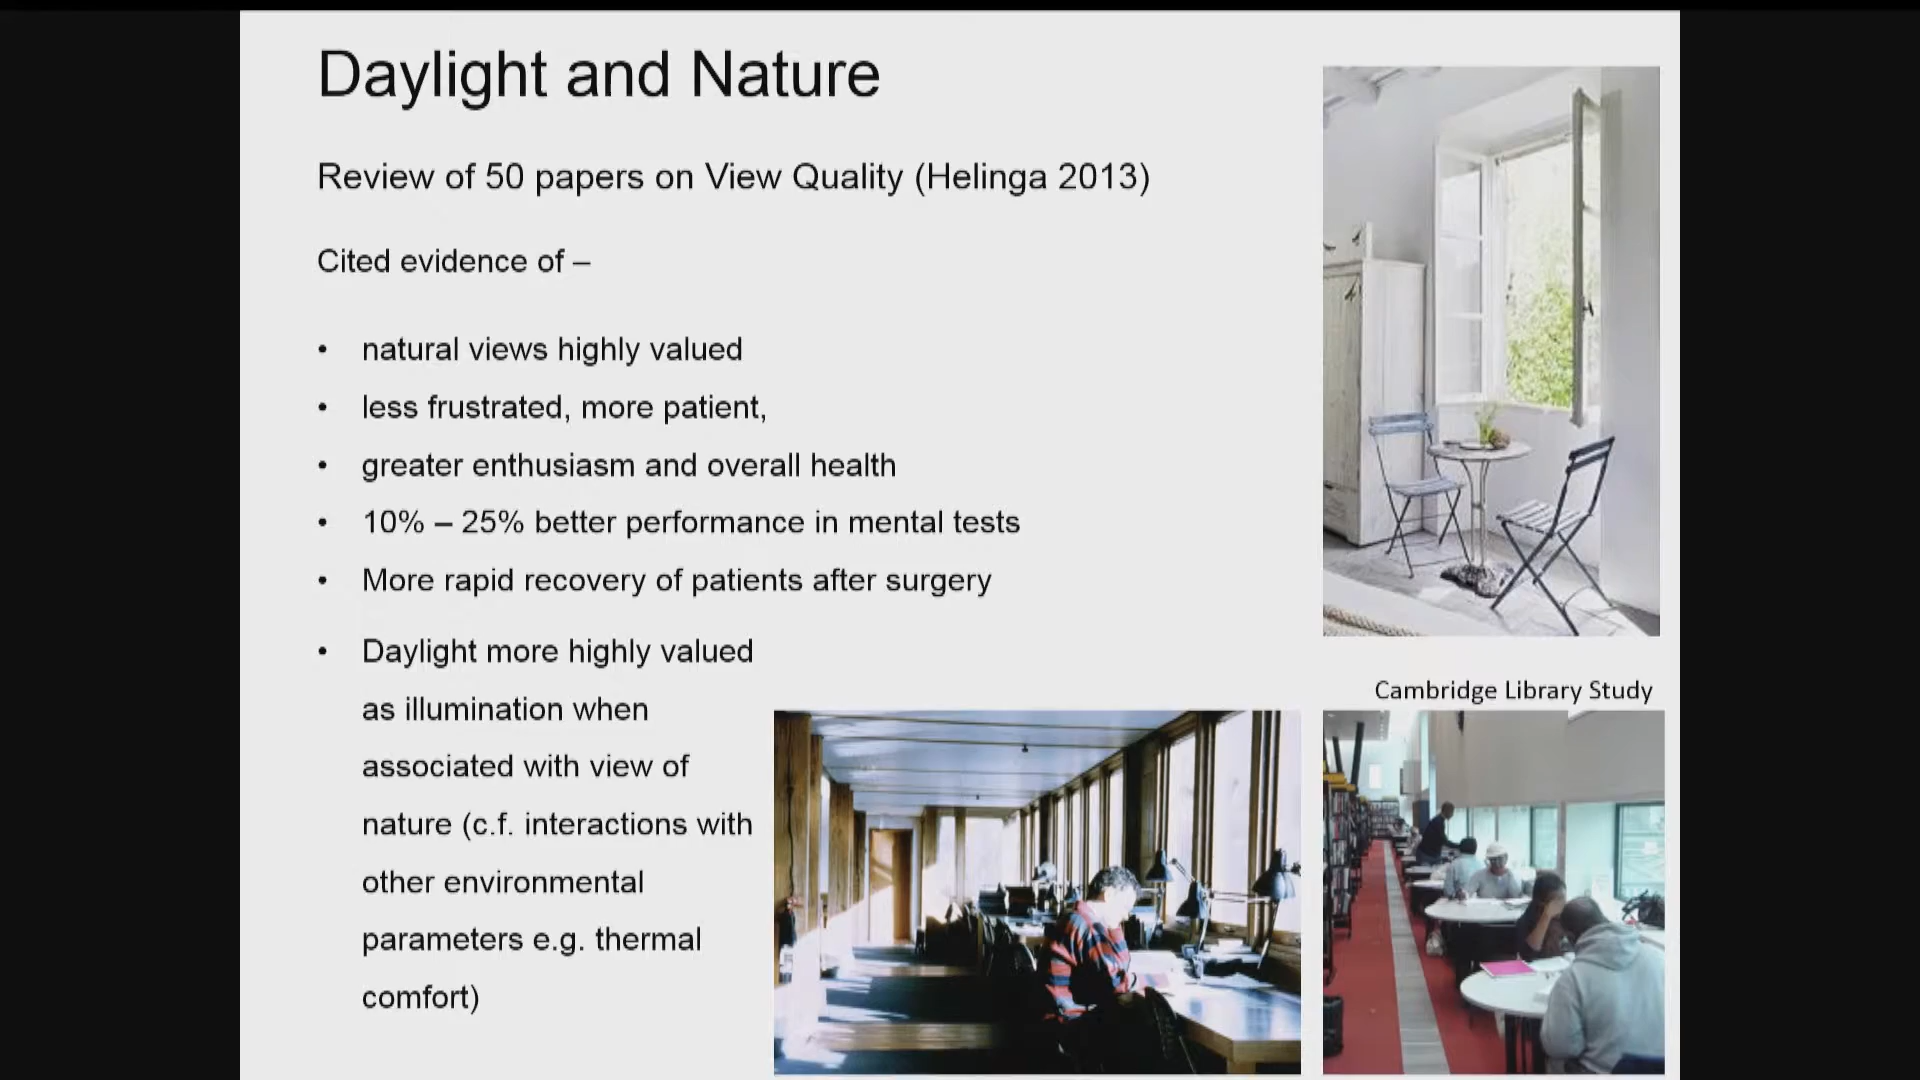 Daylight and Nature
Review of 50 papers on View Quality (Helinga 2013)
Cited evidence of –
• natural views highly valued
• less frustrated, more patient,
• greater enthusiasm and overall health
• 10% – 25% better performance in mental tests
• More rapid recovery of patients after surgery
• Daylight more highly valued
as illumination when
associated with view of
nature (c.f. interactions with
other environmental
parameters e.g. thermal
comfort)
Cambridge Library Study